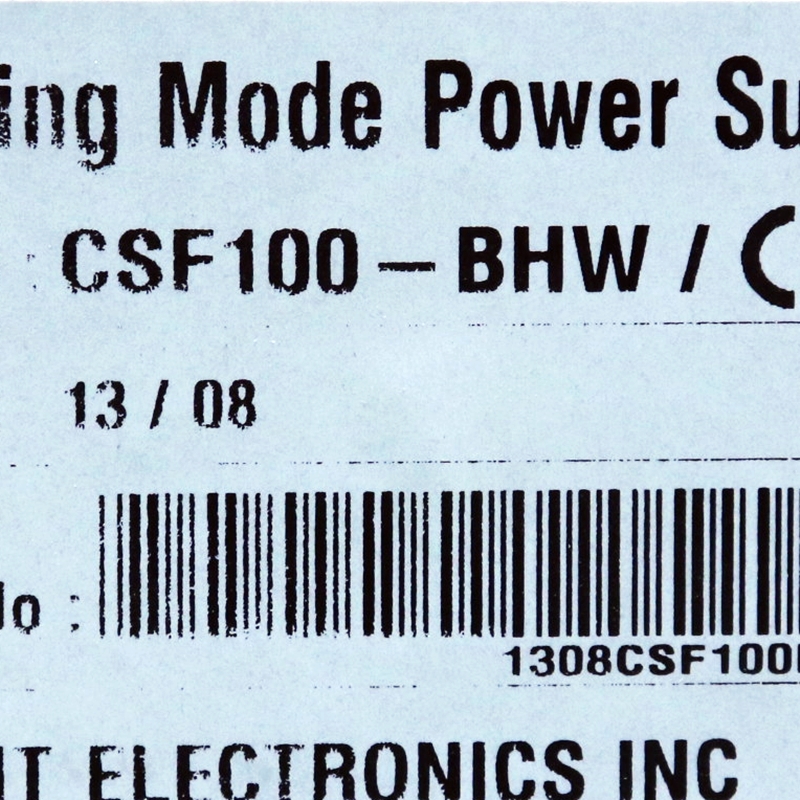 ing Mode Power Su
: CSF100 – BHW / C
13 / 08
lo :
1308CSF100
IT ELECTRONICS INC